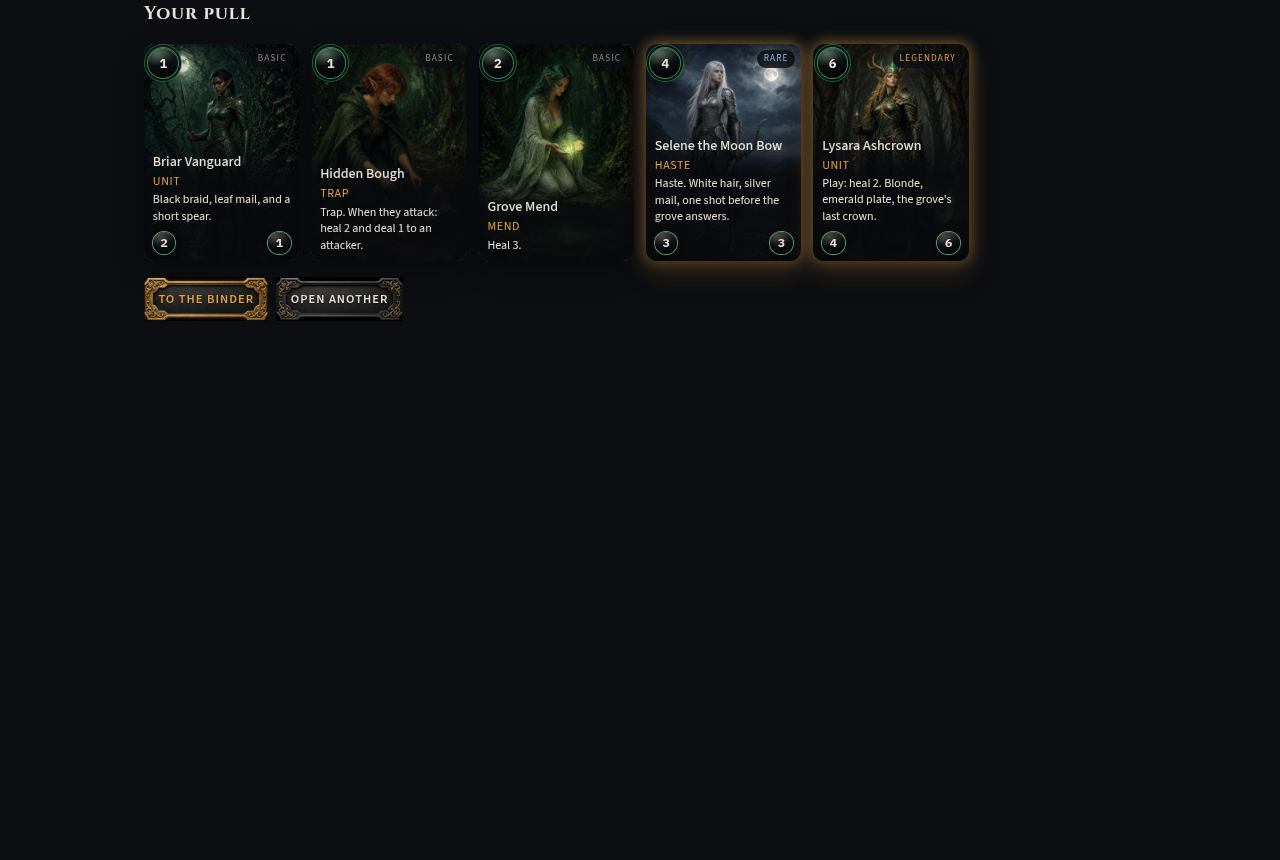 Your pull
1
BASIC
Briar Vanguard
UNIT
Black braid, leaf mail, and a
short spear.
2
1
1
BASIC
Hidden Bough
TRAP
Trap. When they attack:
heal 2 and deal 1 to an
attacker.
2
BASIC
Grove Mend
MEND
Heal 3.
4
RARE
Selene the Moon Bow
HASTE
Haste. White hair, silver
mail, one shot before the
grove answers.
3
3
6
LEGENDARY
Lysara Ashcrown
UNIT
Play: heal 2. Blonde,
emerald plate, the grove's
last crown.
4
6
TO THE BINDER
OPEN ANOTHER